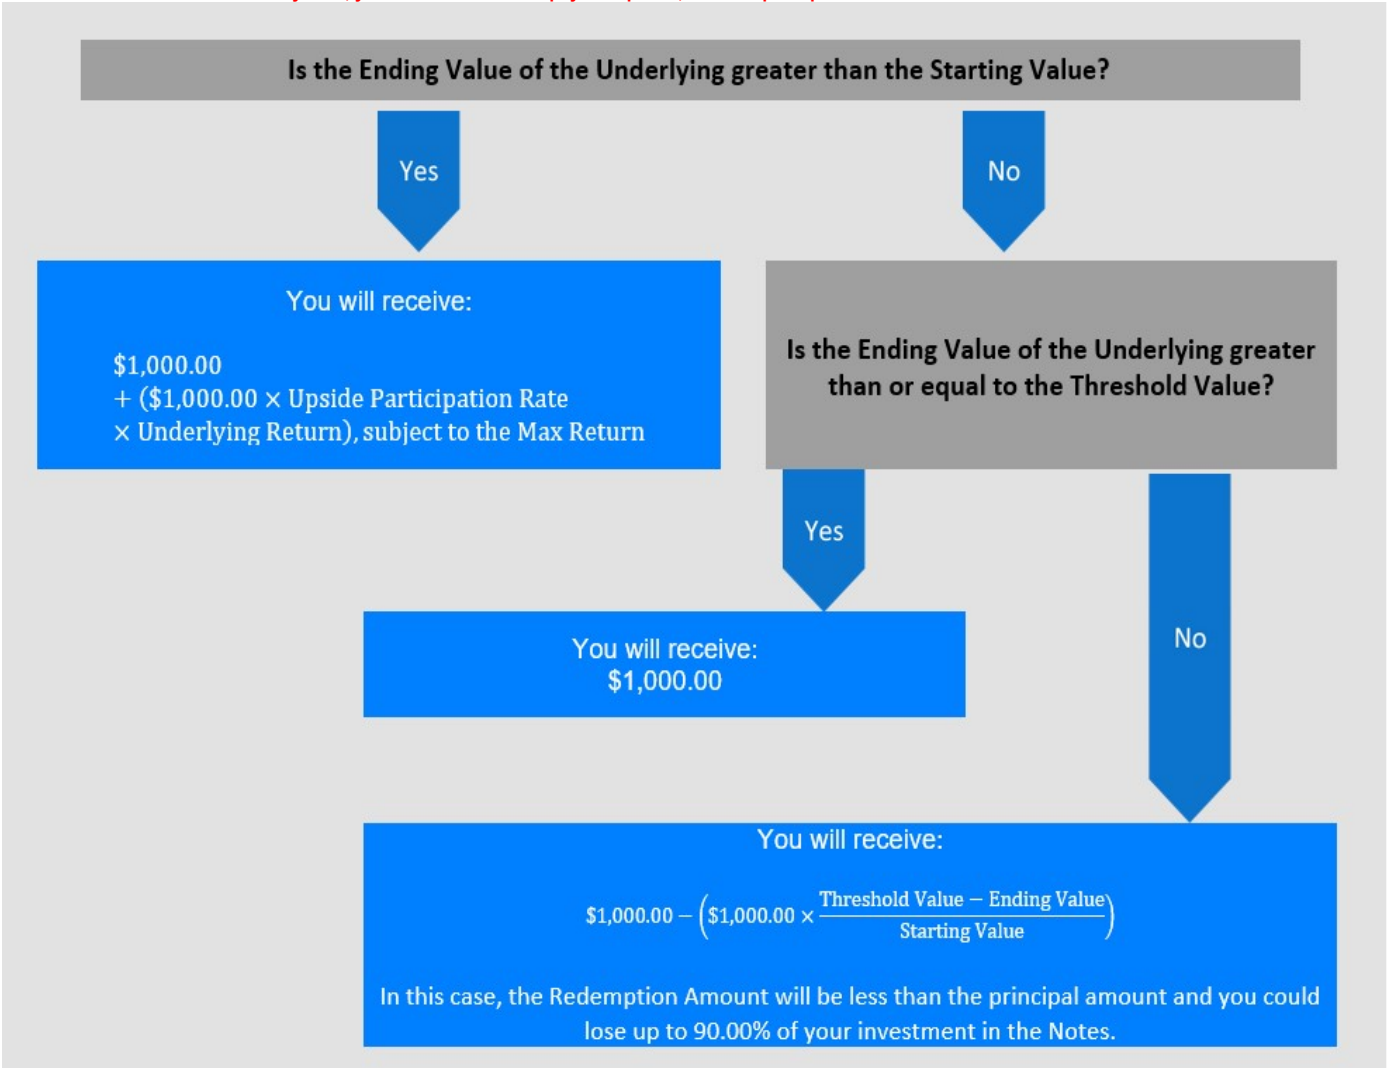 Is the Ending Value of the Underlying greater than the Starting Value?
Yes
No
You will receive:
$1,000.00
+ ($1,000.00 × Upside Participation Rate
× Underlying Return), subject to the Max Return
Is the Ending Value of the Underlying greater
than or equal to the Threshold Value?
Yes
No
You will receive:
$1,000.00
You will receive:
$1,000.00 − ($1,000.00 × (Threshold Value − Ending Value) / Starting Value)
In this case, the Redemption Amount will be less than the principal amount and you could
lose up to 90.00% of your investment in the Notes.